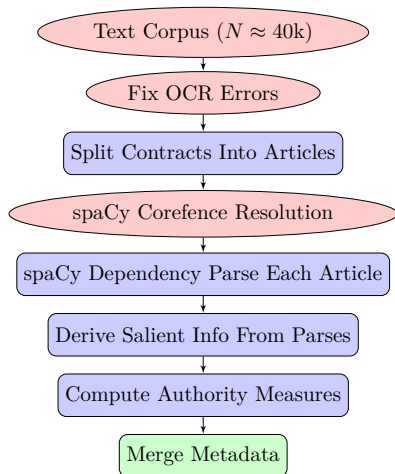 Text Corpus (N ≈ 40k)
Fix OCR Errors
Split Contracts Into Articles
spaCy Corefence Resolution
spaCy Dependency Parse Each Article
Derive Salient Info From Parses
Compute Authority Measures
Merge Metadata